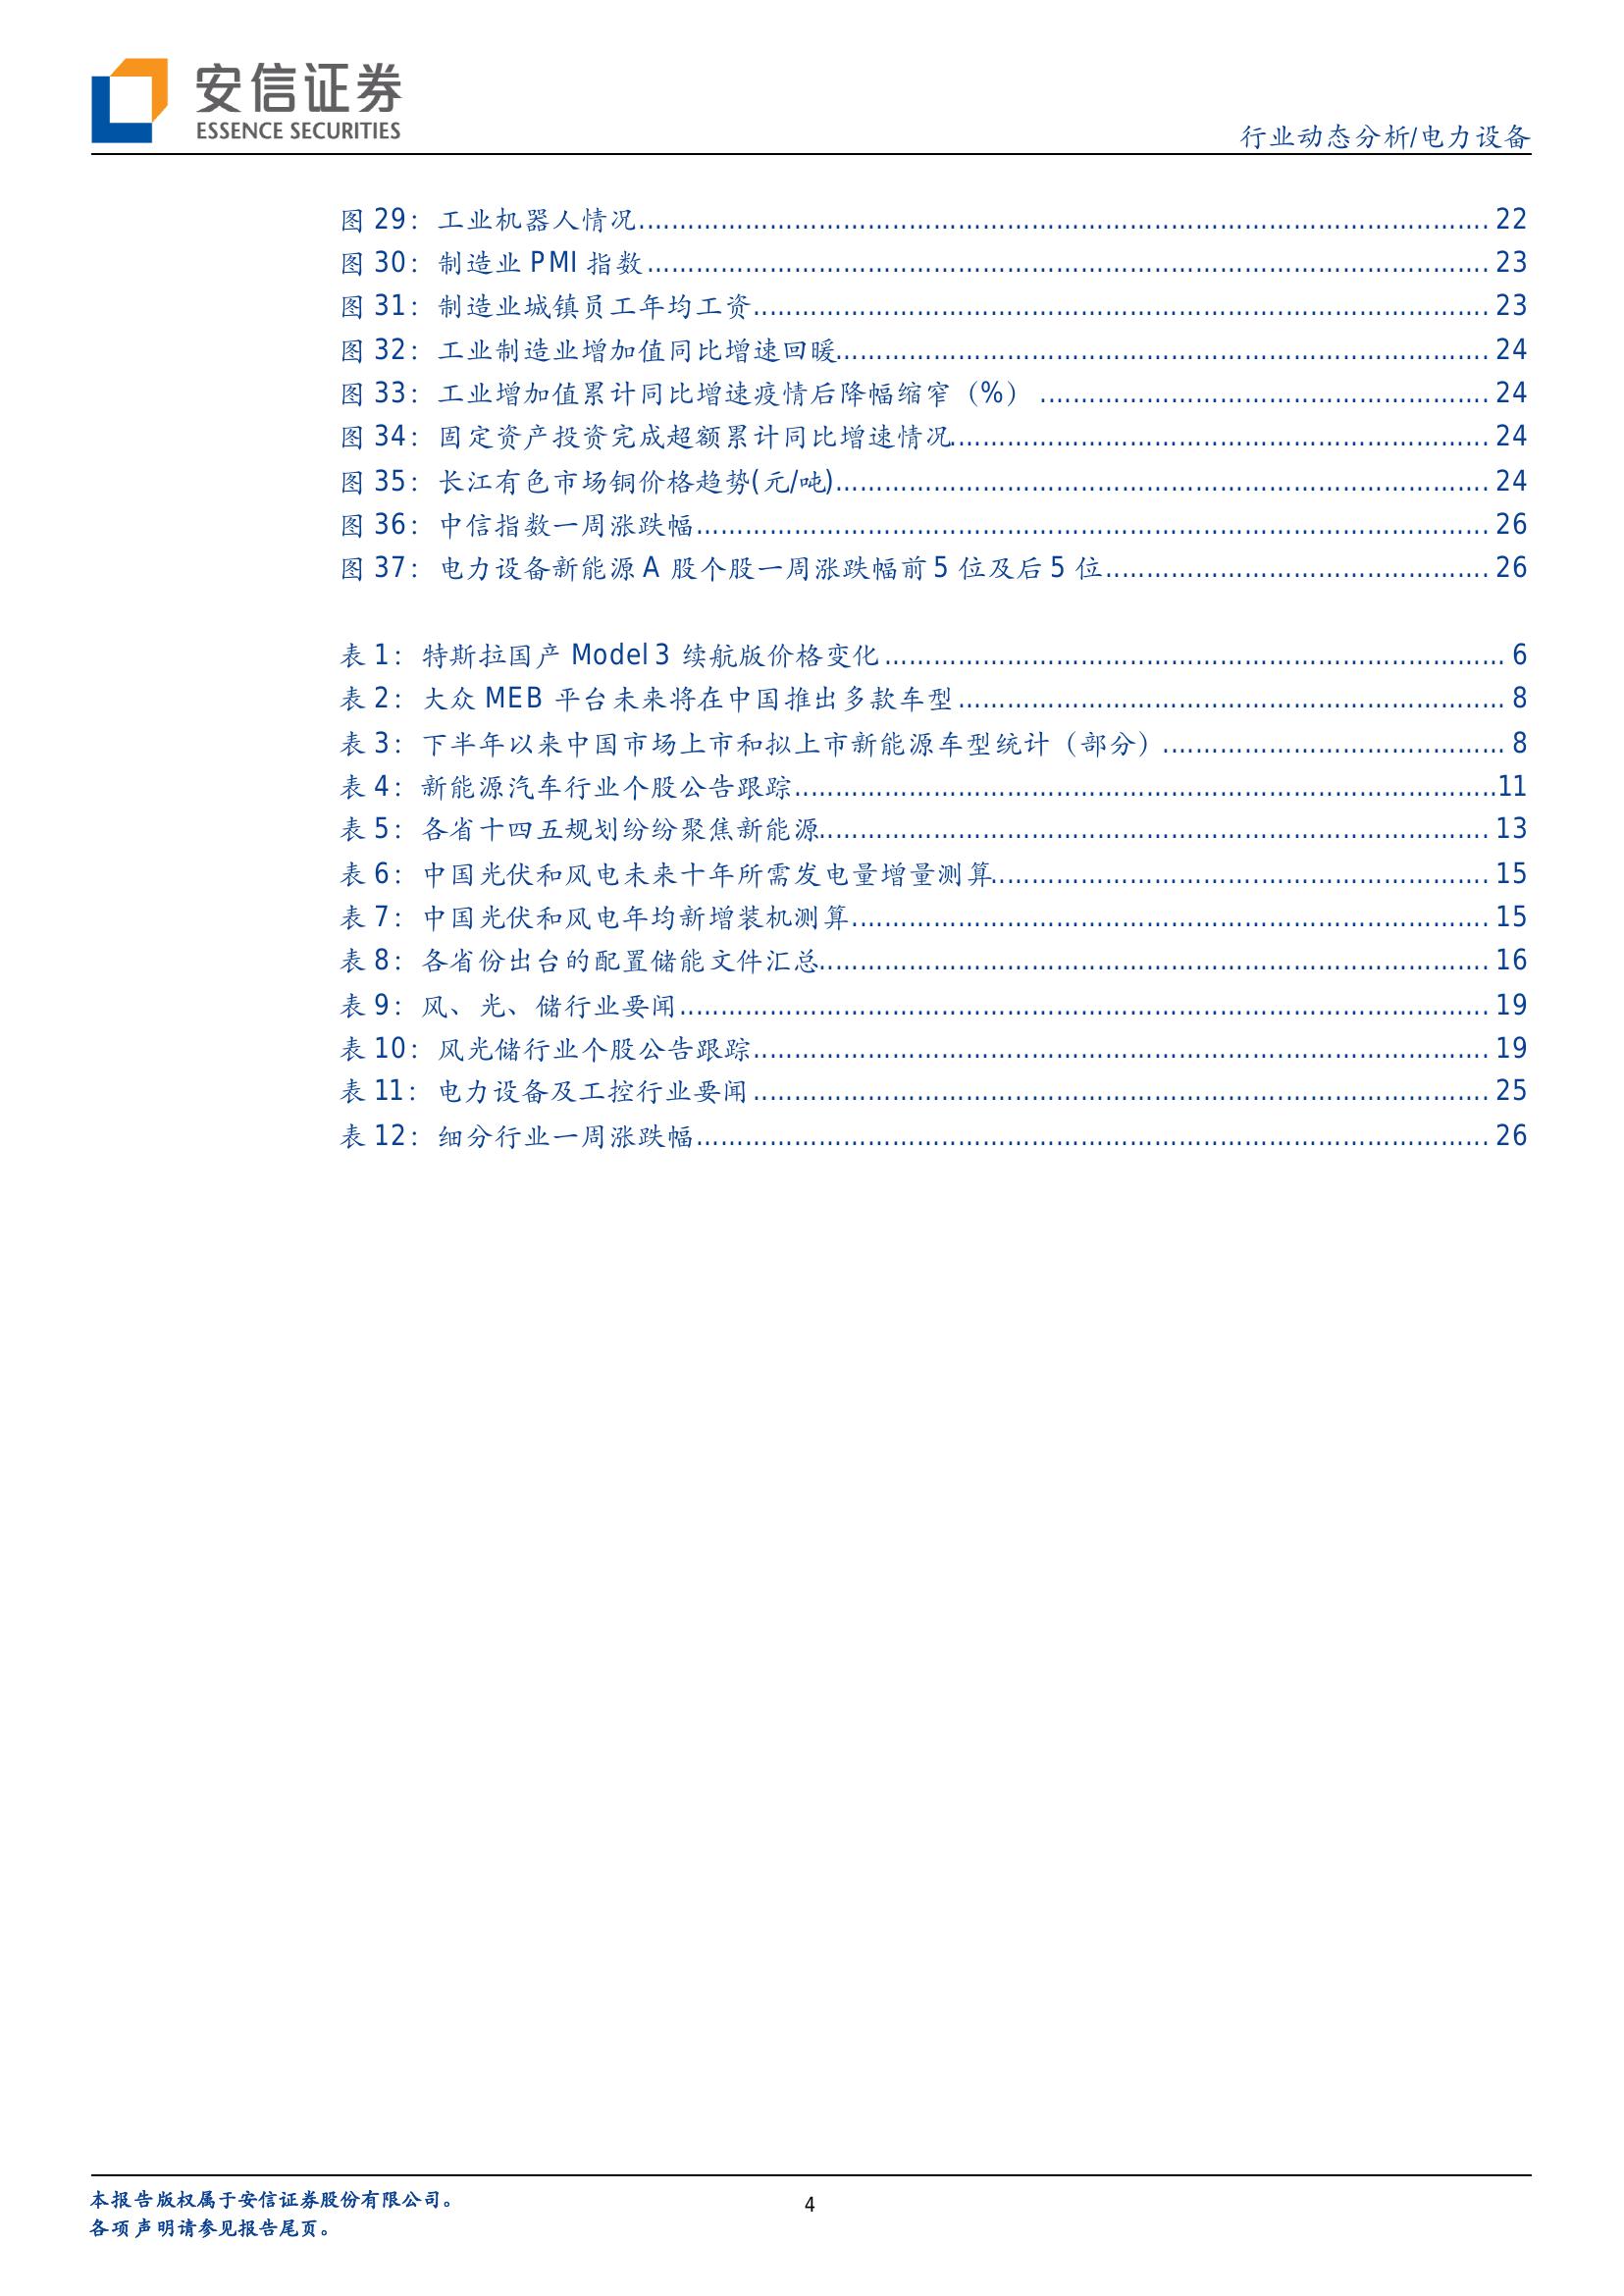 安信证券
ESSENCE SECURITIES
行业动态分析/电力设备
图 29：工业机器人情况........ 22
图 30：制造业 PMI 指数........ 23
图 31：制造业城镇员工年均工资........ 23
图 32：工业制造业增加值同比增速回暖........ 24
图 33：工业增加值累计同比增速疫情后降幅缩窄（%） ........ 24
图 34：固定资产投资完成超额累计同比增速情况........ 24
图 35：长江有色市场铜价格趋势(元/吨)........ 24
图 36：中信指数一周涨跌幅........ 26
图 37：电力设备新能源 A 股个股一周涨跌幅前 5 位及后 5 位........ 26
表 1：特斯拉国产 Model 3 续航版价格变化........ 6
表 2：大众 MEB 平台未来将在中国推出多款车型........ 8
表 3：下半年以来中国市场上市和拟上市新能源车型统计（部分）........ 8
表 4：新能源汽车行业个股公告跟踪........ 11
表 5：各省十四五规划纷纷聚焦新能源........ 13
表 6：中国光伏和风电未来十年所需发电量增量测算........ 15
表 7：中国光伏和风电年均新增装机测算........ 15
表 8：各省份出台的配置储能文件汇总........ 16
表 9：风、光、储行业要闻........ 19
表 10：风光储行业个股公告跟踪........ 19
表 11：电力设备及工控行业要闻........ 25
表 12：细分行业一周涨跌幅........ 26
本报告版权属于安信证券股份有限公司。
各项声明请参见报告尾页。
4